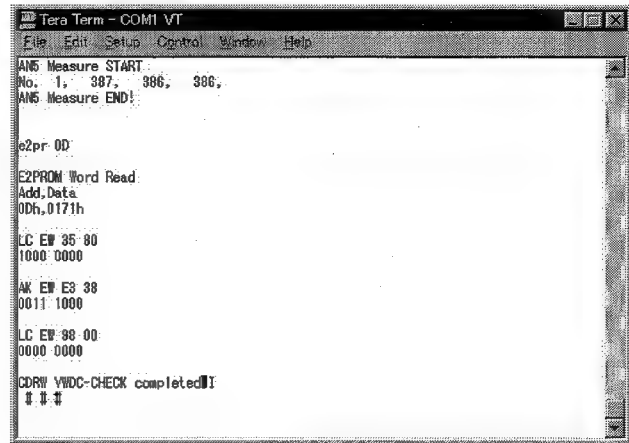 Tera Term - COM1 VT
File Edit Setup Control Window Help
AN5 Measure START
No. 1, 387, 386, 386,
AN5 Measure END!
e2pr 0D
E2PROM Word Read
Add,Data
0Dh,0171h
LC EW 35 80
1000 0000
AK EW E3 38
0011 1000
LC EW 98 00
0000 0000
CDRW VWDC-CHECK completed
# # #